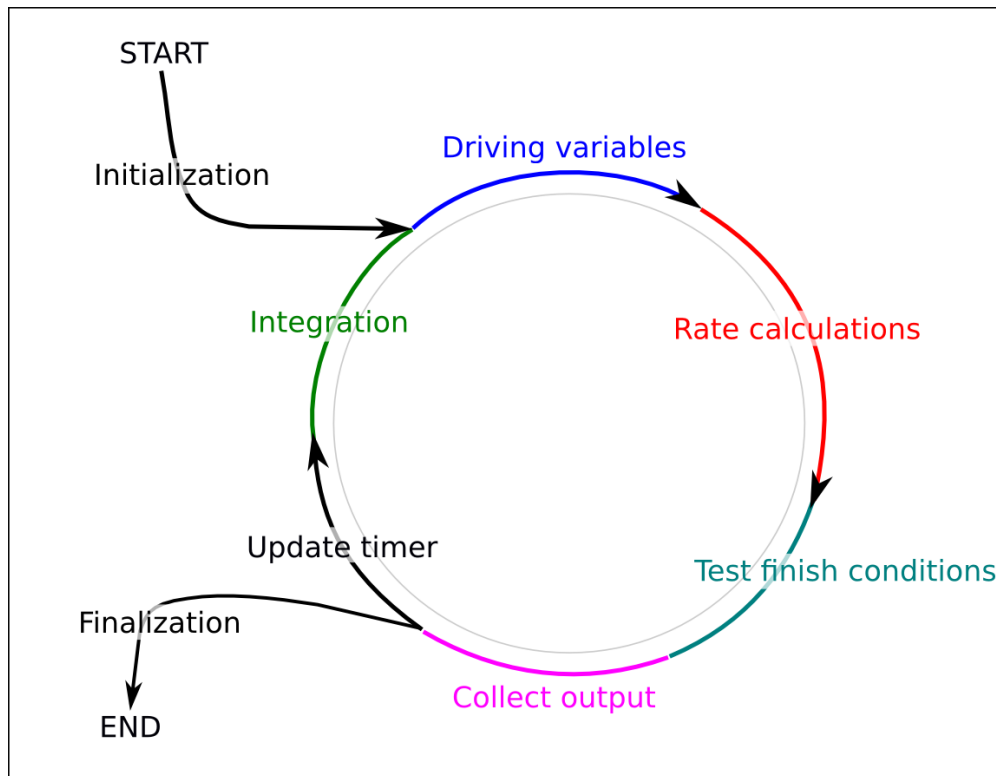 START
Driving variables
Initialization
Integration
Rate calculations
Update timer
Test finish conditions
Finalization
Collect output
END